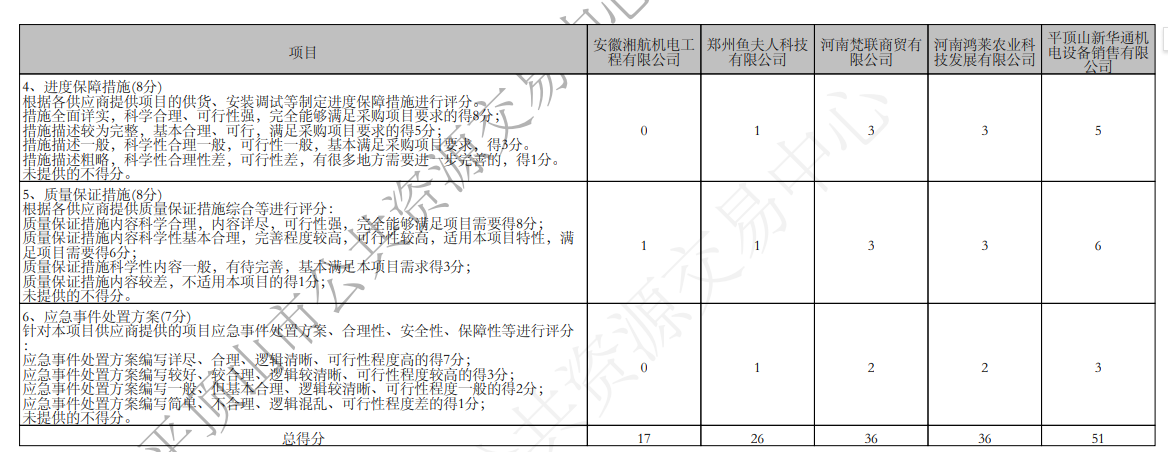 项目
安徽湘航机电工
程有限公司
郑州鱼夫人科技
有限公司
河南梵联商贸有
限公司
河南鸿莱农业科
技发展有限公司
平顶山新华通机
电设备销售有限
公司
4、进度保障措施(8分)
根据各供应商提供项目的供货、安装调试等制定进度保障措施进行评分。
措施全面详实，科学合理、可行性强，完全能够满足采购项目要求的得8分；
措施描述较为完整，基本合理、可行，满足采购项目要求的得5分；
措施描述一般，科学性合理一般，可行性一般，基本满足采购项目要求，得3分。
措施描述粗略，科学性合理性差，可行性差，有很多地方需要进一步完善的，得1分。
未提供的不得分。
0
1
3
3
5
5、质量保证措施(8分)
根据各供应商提供质量保证措施综合等进行评分：
质量保证措施内容科学合理，内容详尽，可行性强，完全能够满足项目需要得8分；
质量保证措施内容科学性基本合理，完善程度较高，可行性较高，适用本项目特性，满
足项目需要得6分；
质量保证措施科学性内容一般，有待完善，基本满足本项目需求得3分；
质量保证措施内容较差，不适用本项目的得1分；
未提供的不得分。
1
1
3
3
6
6、应急事件处置方案(7分)
针对本项目供应商提供的项目应急事件处置方案、合理性、安全性、保障性等进行评分
：
应急事件处置方案编写详尽、合理、逻辑清晰、可行性程度高的得7分；
应急事件处置方案编写较好、较合理、逻辑较清晰、可行性程度较高的得3分；
应急事件处置方案编写一般、但基本合理、逻辑较清晰、可行性程度一般的得2分；
应急事件处置方案编写简单、不合理、逻辑混乱、可行性程度差的得1分；
未提供的不得分。
0
1
2
2
3
总得分
17
26
36
36
51
平顶山市公共资源交易中心
公共资源交易中心